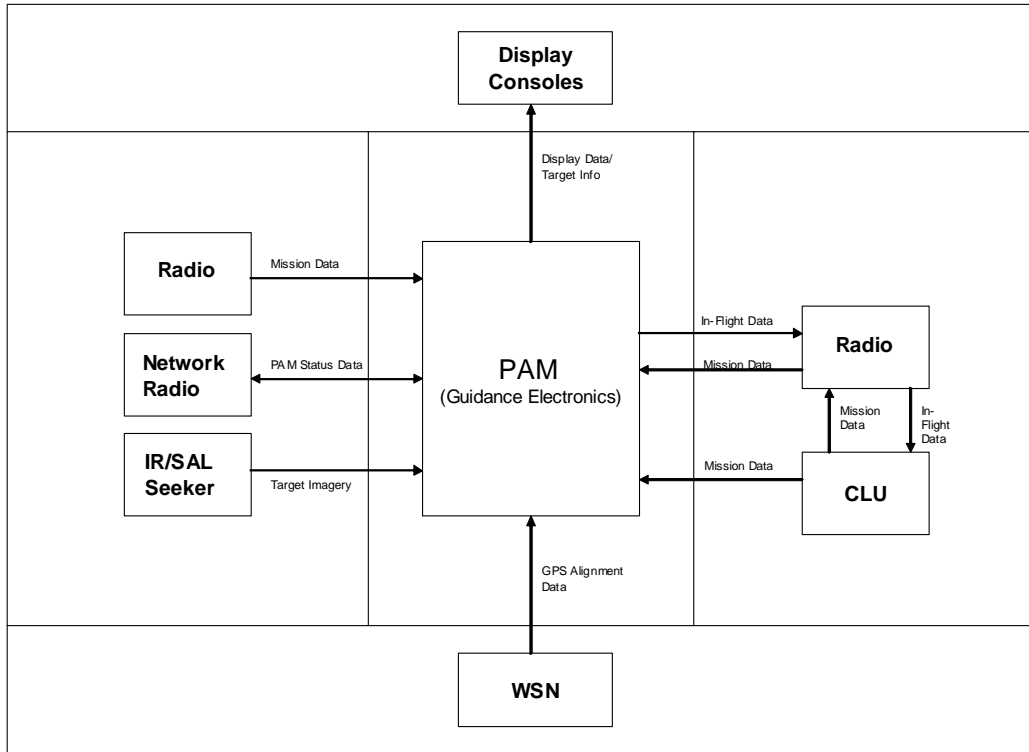 Display
Consoles
Display Data/
Target Info
Radio
Mission Data
Network
Radio
PAM Status Data
IR/SAL
Seeker
Target Imagery
PAM
(Guidance Electronics)
In-Flight Data
Mission Data
Radio
Mission
Data
In-
Flight
Data
Mission Data
CLU
GPS Alignment
Data
WSN